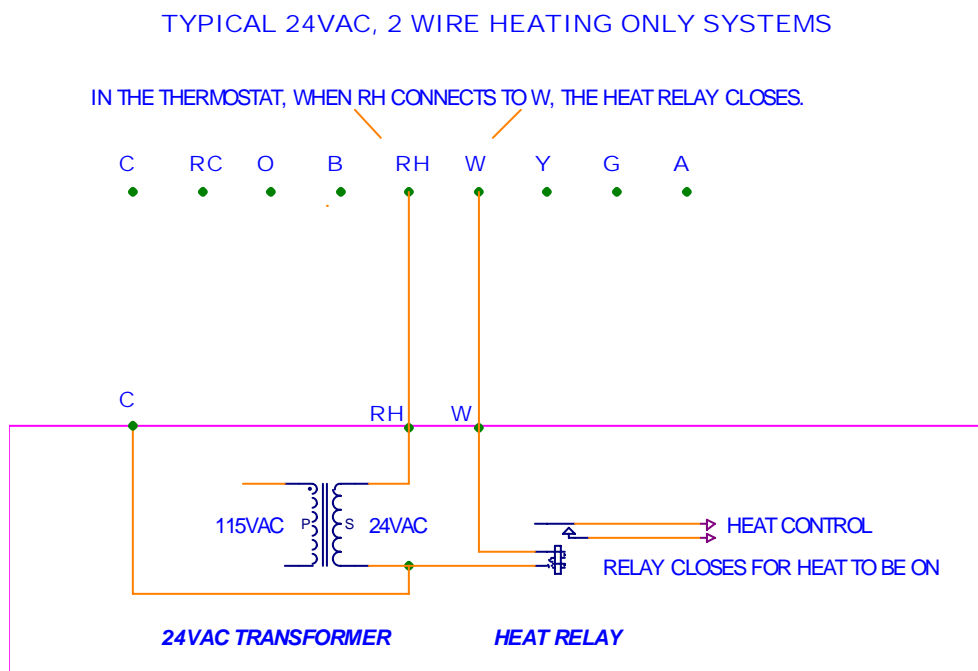 TYPICAL 24VAC, 2 WIRE HEATING ONLY SYSTEMS
IN THE THERMOSTAT, WHEN RH CONNECTS TO W, THE HEAT RELAY CLOSES.
C RC O B RH W Y G A
C
RH W
115VAC P S 24VAC
HEAT CONTROL
RELAY CLOSES FOR HEAT TO BE ON
24VAC TRANSFORMER HEAT RELAY